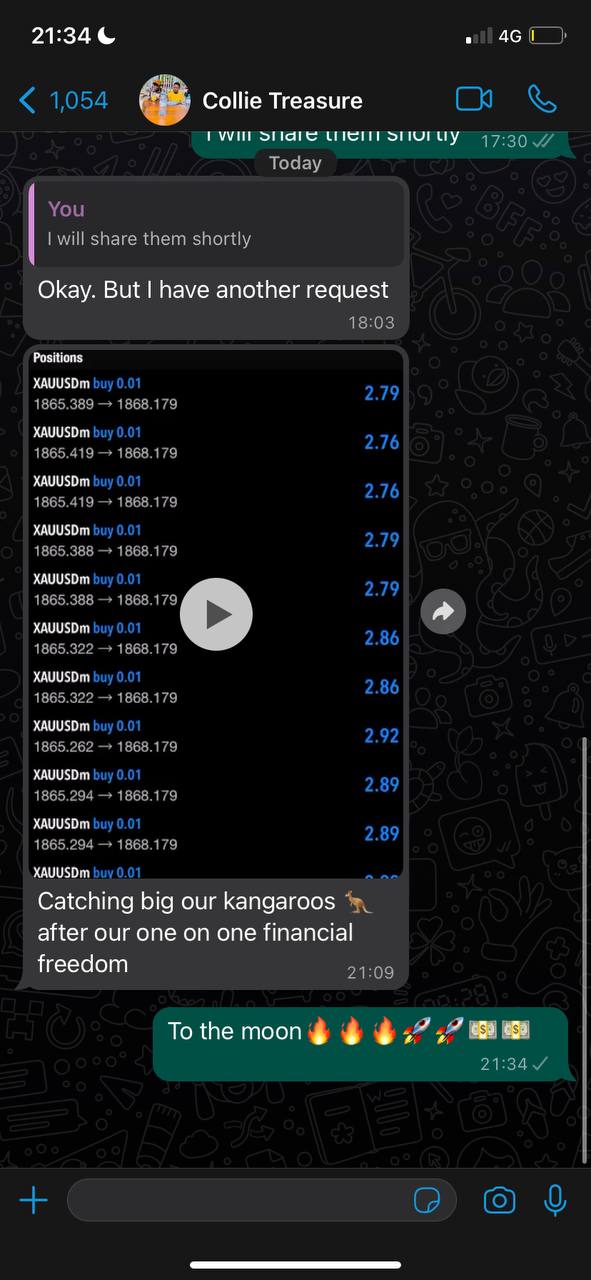 21:34
4G
1,054
Collie Treasure
I will share them shortly 17:30
Today
You
I will share them shortly
Okay. But I have another request
18:03
Positions
XAUUSDm buy 0.01
1865.389 → 1868.179 2.79
XAUUSDm buy 0.01
1865.419 → 1868.179 2.76
XAUUSDm buy 0.01
1865.419 → 1868.179 2.76
XAUUSDm buy 0.01
1865.388 → 1868.179 2.79
XAUUSDm buy 0.01
1865.388 → 1868.179 2.79
XAUUSDm buy 0.01
1865.322 → 1868.179 2.86
XAUUSDm buy 0.01
1865.322 → 1868.179 2.86
XAUUSDm buy 0.01
1865.262 → 1868.179 2.92
XAUUSDm buy 0.01
1865.294 → 1868.179 2.89
XAUUSDm buy 0.01
1865.294 → 1868.179 2.89
XAUUSDm buy 0.01
Catching big our kangaroos 🦘
after our one on one financial
freedom
21:09
To the moon🔥🔥🔥🚀🚀💵💵
21:34